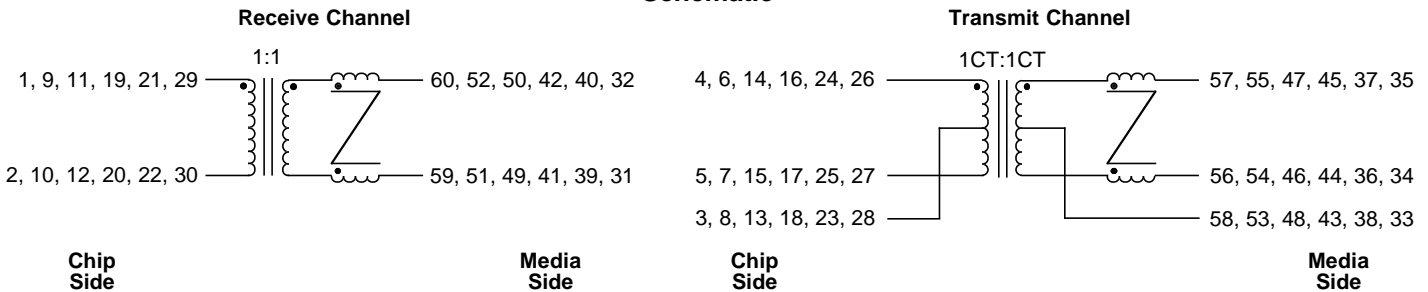 Schematic
Receive Channel
Transmit Channel
1:1
1CT:1CT
1, 9, 11, 19, 21, 29
60, 52, 50, 42, 40, 32
4, 6, 14, 16, 24, 26
57, 55, 47, 45, 37, 35
2, 10, 12, 20, 22, 30
59, 51, 49, 41, 39, 31
5, 7, 15, 17, 25, 27
56, 54, 46, 44, 36, 34
3, 8, 13, 18, 23, 28
58, 53, 48, 43, 38, 33
Chip
Side
Media
Side
Chip
Side
Media
Side